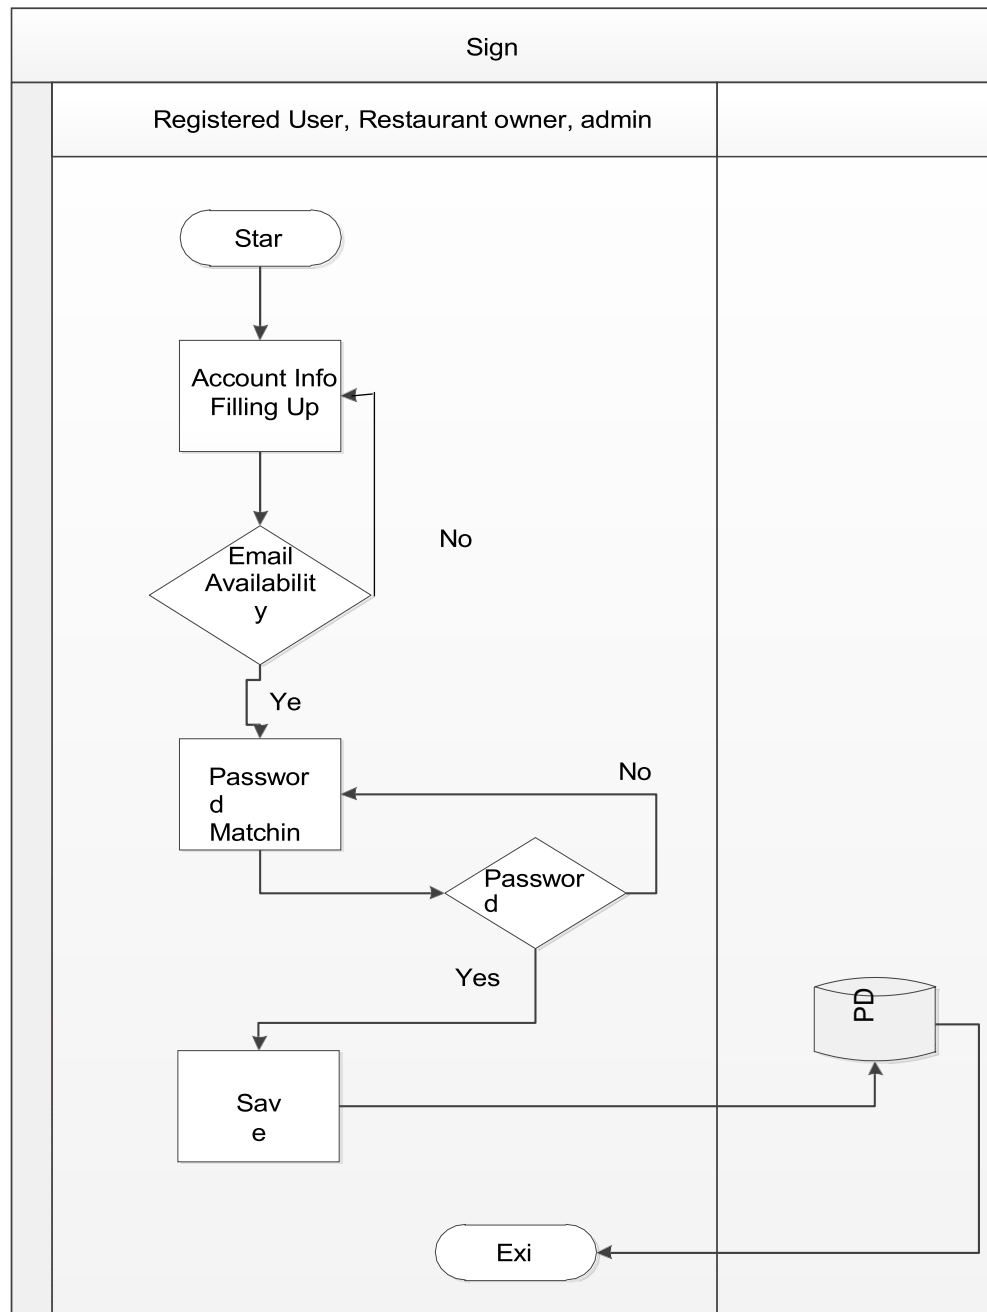 Sign
Registered User, Restaurant owner, admin
Star
Account Info
Filling Up
No
Email
Availabilit
y
Ye
Passwor
d
Matchin
No
Passwor
d
Yes
PD
Sav
e
Exi